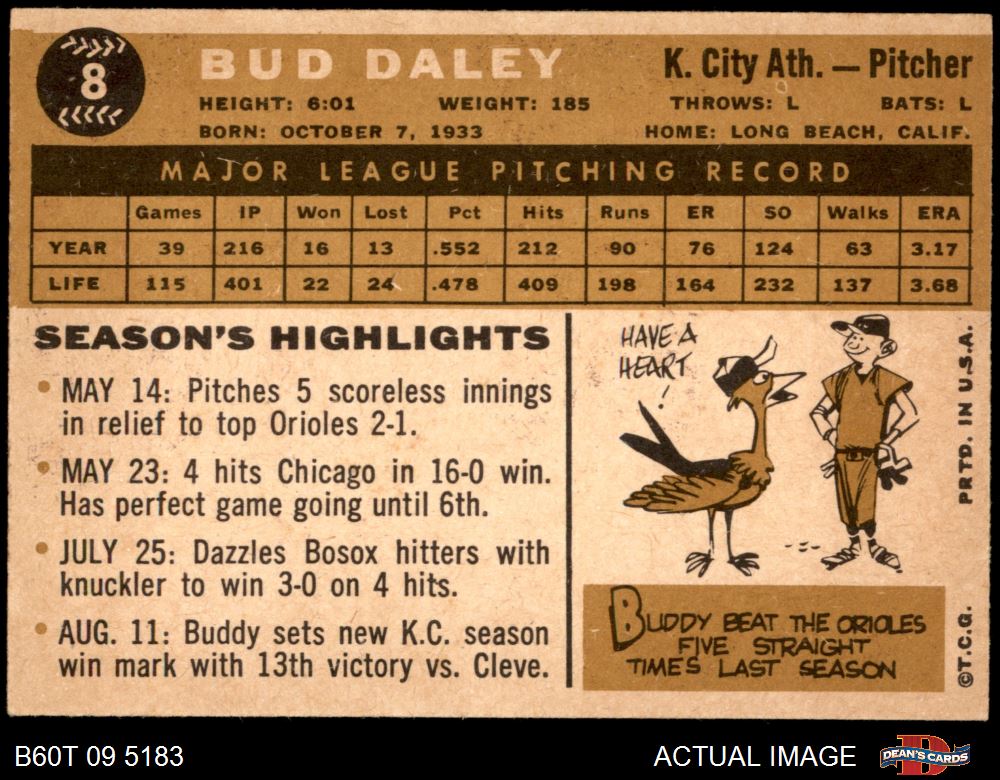 8
BUD DALEY
K. City Ath. — Pitcher
HEIGHT: 6:01 WEIGHT: 185 THROWS: L BATS: L
BORN: OCTOBER 7, 1933 HOME: LONG BEACH, CALIF.
MAJOR LEAGUE PITCHING RECORD
Games IP Won Lost Pct Hits Runs ER SO Walks ERA
YEAR 39 216 16 13 .552 212 90 76 124 63 3.17
LIFE 115 401 22 24 .478 409 198 164 232 137 3.68
SEASON'S HIGHLIGHTS
• MAY 14: Pitches 5 scoreless innings
in relief to top Orioles 2-1.
• MAY 23: 4 hits Chicago in 16-0 win.
Has perfect game going until 6th.
• JULY 25: Dazzles Bosox hitters with
knuckler to win 3-0 on 4 hits.
• AUG. 11: Buddy sets new K.C. season
win mark with 13th victory vs. Cleve.
HAVE A
HEART
!
BUDDY BEAT THE ORIOLES
FIVE STRAIGHT
TIMES LAST SEASON
PRTD. IN U.S.A.
©T.C.G.
B60T 09 5183
ACTUAL IMAGE
D
DEAN'S CARDS